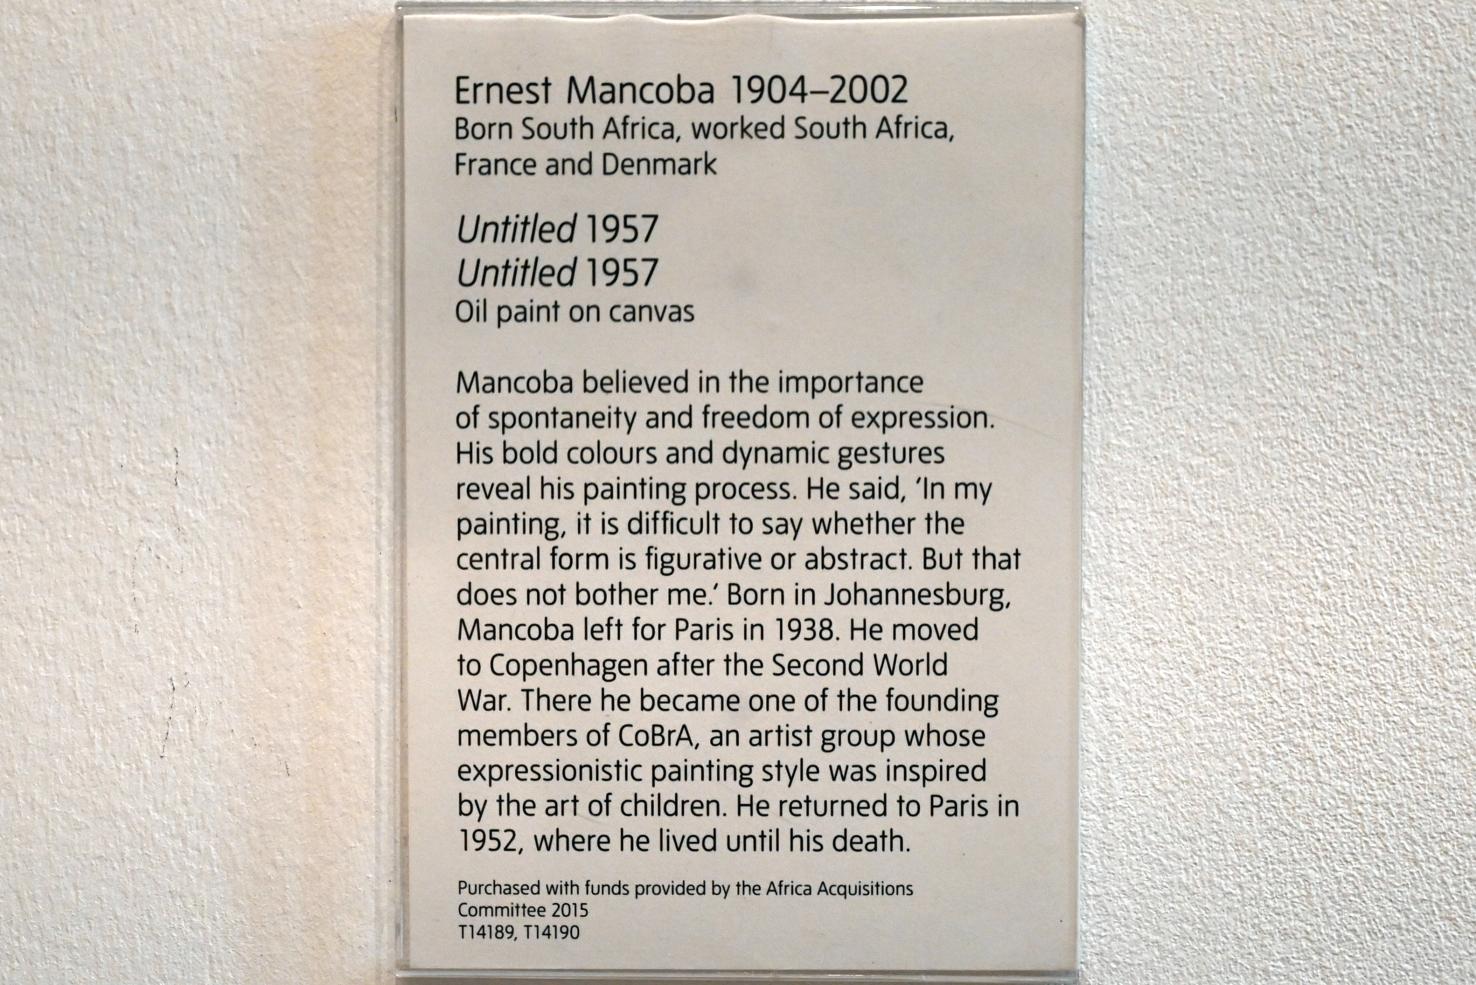 Ernest Mancoba 1904–2002
Born South Africa, worked South Africa,
France and Denmark
Untitled 1957
Untitled 1957
Oil paint on canvas
Mancoba believed in the importance
of spontaneity and freedom of expression.
His bold colours and dynamic gestures
reveal his painting process. He said, ‘In my
painting, it is difficult to say whether the
central form is figurative or abstract. But that
does not bother me.’ Born in Johannesburg,
Mancoba left for Paris in 1938. He moved
to Copenhagen after the Second World
War. There he became one of the founding
members of CoBrA, an artist group whose
expressionistic painting style was inspired
by the art of children. He returned to Paris in
1952, where he lived until his death.
Purchased with funds provided by the Africa Acquisitions
Committee 2015
T14189, T14190